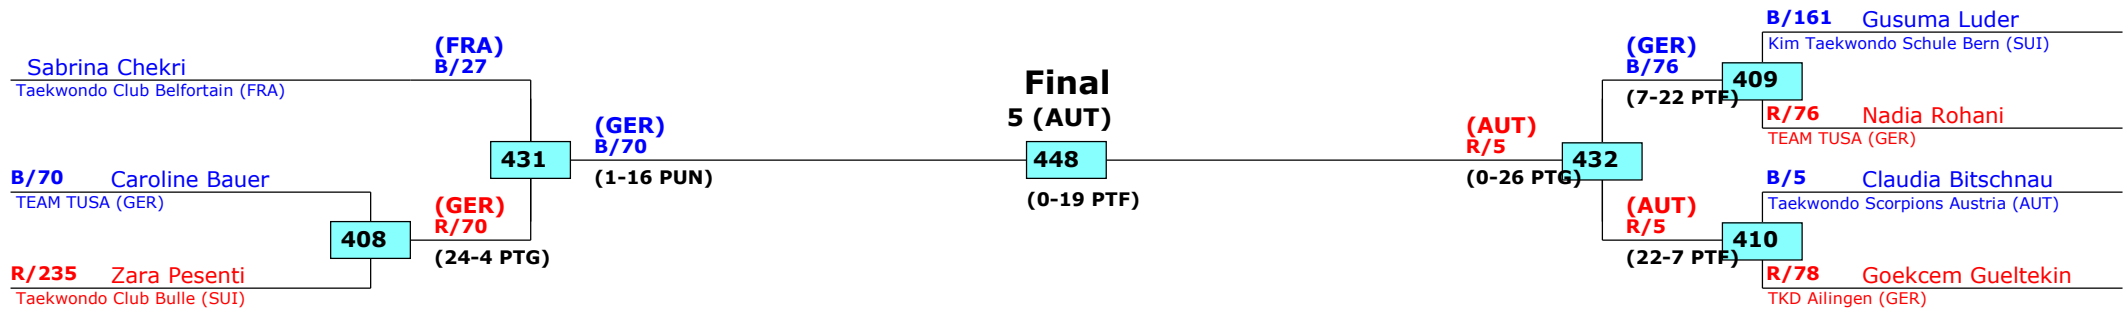 Sabrina Chekri
Taekwondo Club Belfortain (FRA)
(FRA)
B/27
B/70 Caroline Bauer
TEAM TUSA (GER)
408
R/235 Zara Pesenti
Taekwondo Club Bulle (SUI)
(GER)
R/70
(24-4 PTG)
431
(GER)
B/70
(1-16 PUN)
Final
5 (AUT)
448
(0-19 PTF)
(AUT)
R/5
(0-26 PTG)
432
(GER)
B/76
(7-22 PTF)
409
B/161 Gusuma Luder
Kim Taekwondo Schule Bern (SUI)
R/76 Nadia Rohani
TEAM TUSA (GER)
(AUT)
R/5
(22-7 PTF)
410
B/5 Claudia Bitschnau
Taekwondo Scorpions Austria (AUT)
R/78 Goekcem Gueltekin
TKD Ailingen (GER)